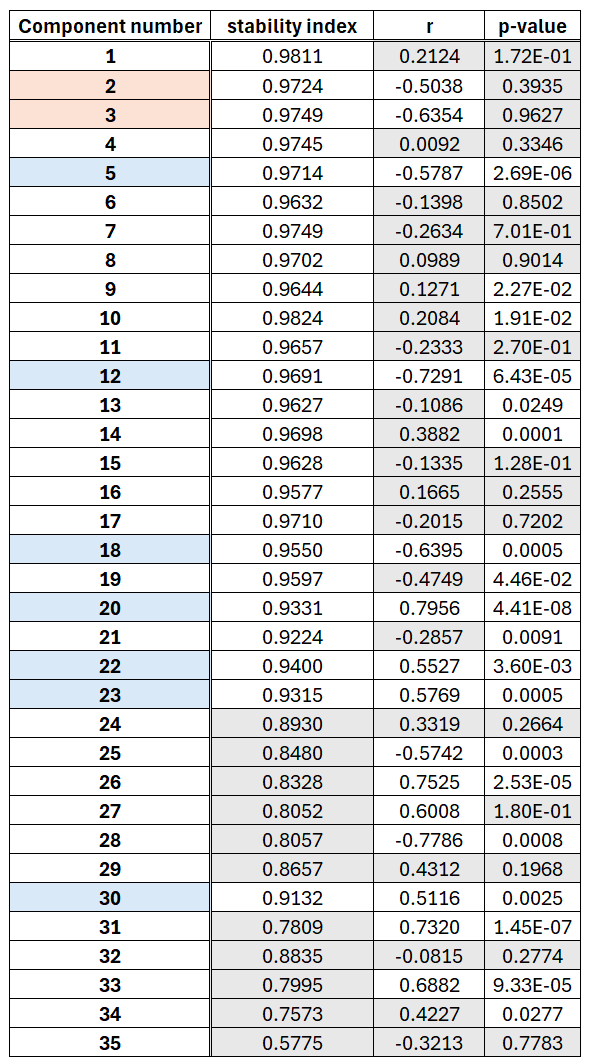 Component number stability index r p-value
1 0.9811 0.2124 1.72E-01
2 0.9724 -0.5038 0.3935
3 0.9749 -0.6354 0.9627
4 0.9745 0.0092 0.3346
5 0.9714 -0.5787 2.69E-06
6 0.9632 -0.1398 0.8502
7 0.9749 -0.2634 7.01E-01
8 0.9702 0.0989 0.9014
9 0.9644 0.1271 2.27E-02
10 0.9824 0.2084 1.91E-02
11 0.9657 -0.2333 2.70E-01
12 0.9691 -0.7291 6.43E-05
13 0.9627 -0.1086 0.0249
14 0.9698 0.3882 0.0001
15 0.9628 -0.1335 1.28E-01
16 0.9577 0.1665 0.2555
17 0.9710 -0.2015 0.7202
18 0.9550 -0.6395 0.0005
19 0.9597 -0.4749 4.46E-02
20 0.9331 0.7956 4.41E-08
21 0.9224 -0.2857 0.0091
22 0.9400 0.5527 3.60E-03
23 0.9315 0.5769 0.0005
24 0.8930 0.3319 0.2664
25 0.8480 -0.5742 0.0003
26 0.8328 0.7525 2.53E-05
27 0.8052 0.6008 1.80E-01
28 0.8057 -0.7786 0.0008
29 0.8657 0.4312 0.1968
30 0.9132 0.5116 0.0025
31 0.7809 0.7320 1.45E-07
32 0.8835 -0.0815 0.2774
33 0.7995 0.6882 9.33E-05
34 0.7573 0.4227 0.0277
35 0.5775 -0.3213 0.7783